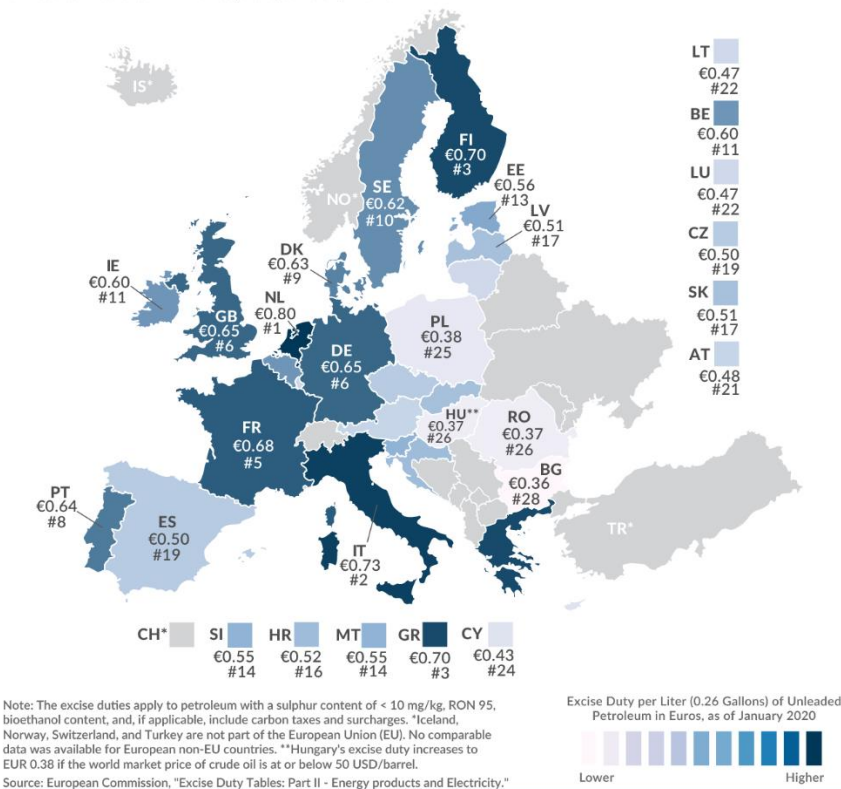 IS*
NO*
SE
€0.62
#10
FI
€0.70
#3
EE
€0.56
#13
LV
€0.51
#17
DK
€0.63
#9
IE
€0.60
#11
GB
€0.65
#6
NL
€0.80
#1
DE
€0.65
#6
PL
€0.38
#25
FR
€0.68
#5
HU**
€0.37
#26
RO
€0.37
#26
BG
€0.36
#28
PT
€0.64
#8
ES
€0.50
#19
IT
€0.73
#2
TR*
LT
€0.47
#22
BE
€0.60
#11
LU
€0.47
#22
CZ
€0.50
#19
SK
€0.51
#17
AT
€0.48
#21
CH*
SI
€0.55
#14
HR
€0.52
#16
MT
€0.55
#14
GR
€0.70
#3
CY
€0.43
#24
Note: The excise duties apply to petroleum with a sulphur content of < 10 mg/kg, RON 95,
bioethanol content, and, if applicable, include carbon taxes and surcharges. *Iceland,
Norway, Switzerland, and Turkey are not part of the European Union (EU). No comparable
data was available for European non-EU countries. **Hungary's excise duty increases to
EUR 0.38 if the world market price of crude oil is at or below 50 USD/barrel.
Source: European Commission, "Excise Duty Tables: Part II - Energy products and Electricity."
Excise Duty per Liter (0.26 Gallons) of Unleaded
Petroleum in Euros, as of January 2020
Lower
Higher